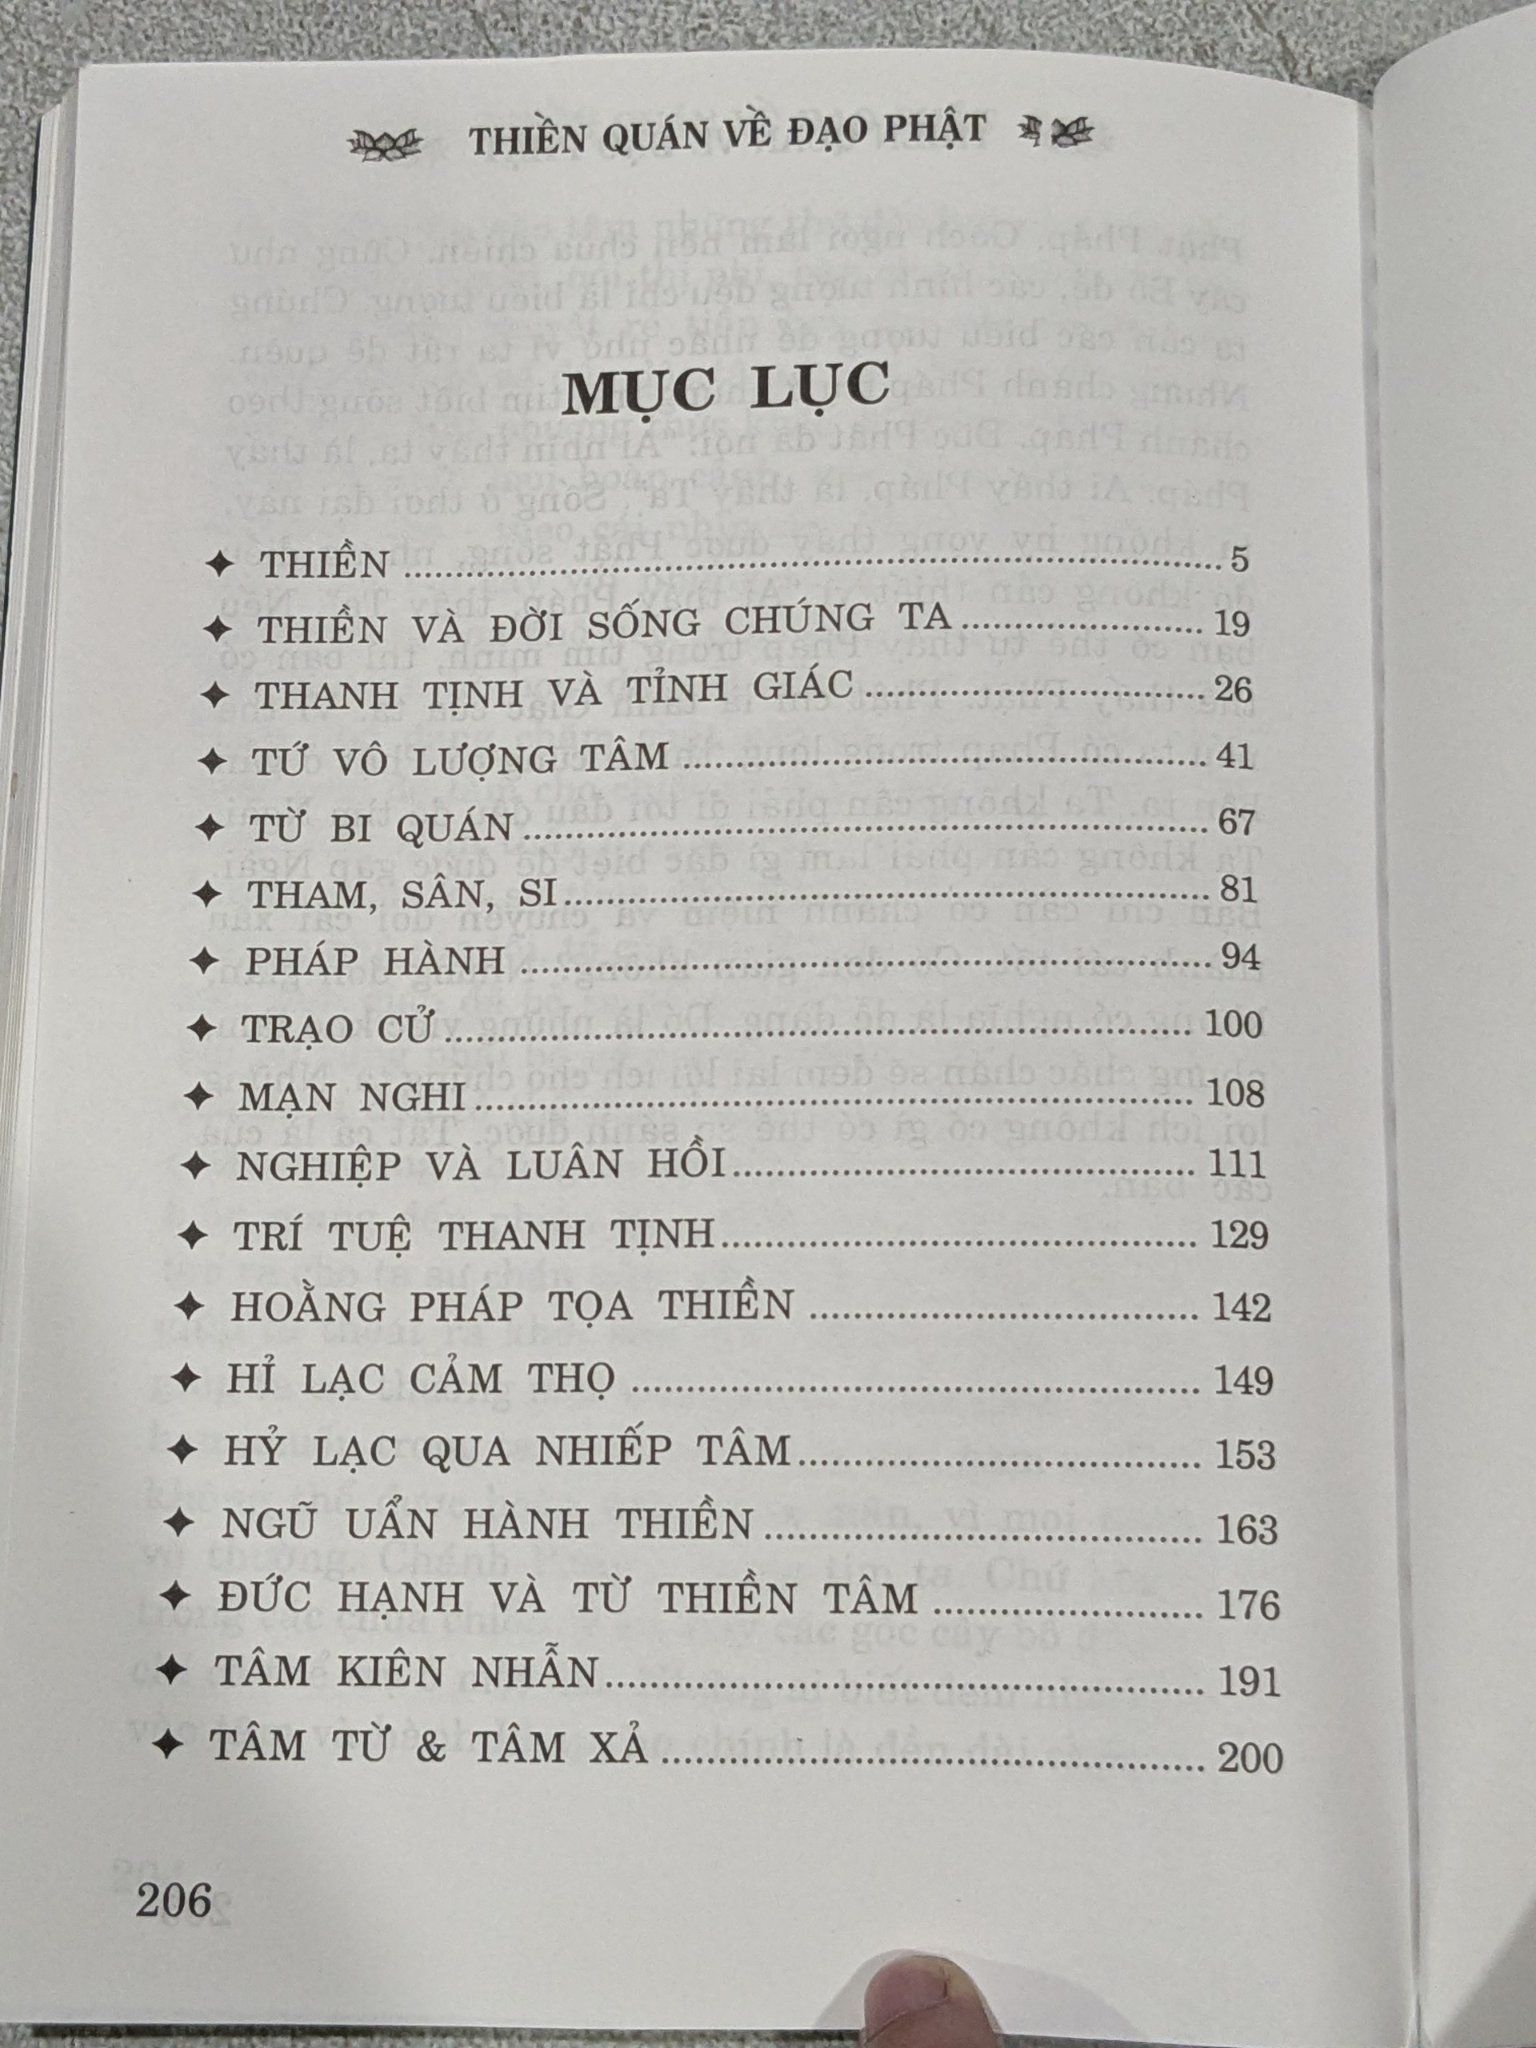 THIỀN QUÁN VỀ ĐẠO PHẬT
MỤC LỤC
✦ THIỀN ........ 5
✦ THIỀN VÀ ĐỜI SỐNG CHÚNG TA ........ 19
✦ THANH TỊNH VÀ TỈNH GIÁC ........ 26
✦ TỨ VÔ LƯỢNG TÂM ........ 41
✦ TỪ BI QUÁN ........ 67
✦ THAM, SÂN, SI ........ 81
✦ PHÁP HÀNH ........ 94
✦ TRẠO CỬ ........ 100
✦ MẠN NGHI ........ 108
✦ NGHIỆP VÀ LUÂN HỒI ........ 111
✦ TRÍ TUỆ THANH TỊNH ........ 129
✦ HOẰNG PHÁP TỌA THIỀN ........ 142
✦ HỈ LẠC CẢM THỌ ........ 149
✦ HỶ LẠC QUA NHIẾP TÂM ........ 153
✦ NGŨ UẨN HÀNH THIỀN ........ 163
✦ ĐỨC HẠNH VÀ TỪ THIỀN TÂM ........ 176
✦ TÂM KIÊN NHẪN ........ 191
✦ TÂM TỪ & TÂM XẢ ........ 200
206